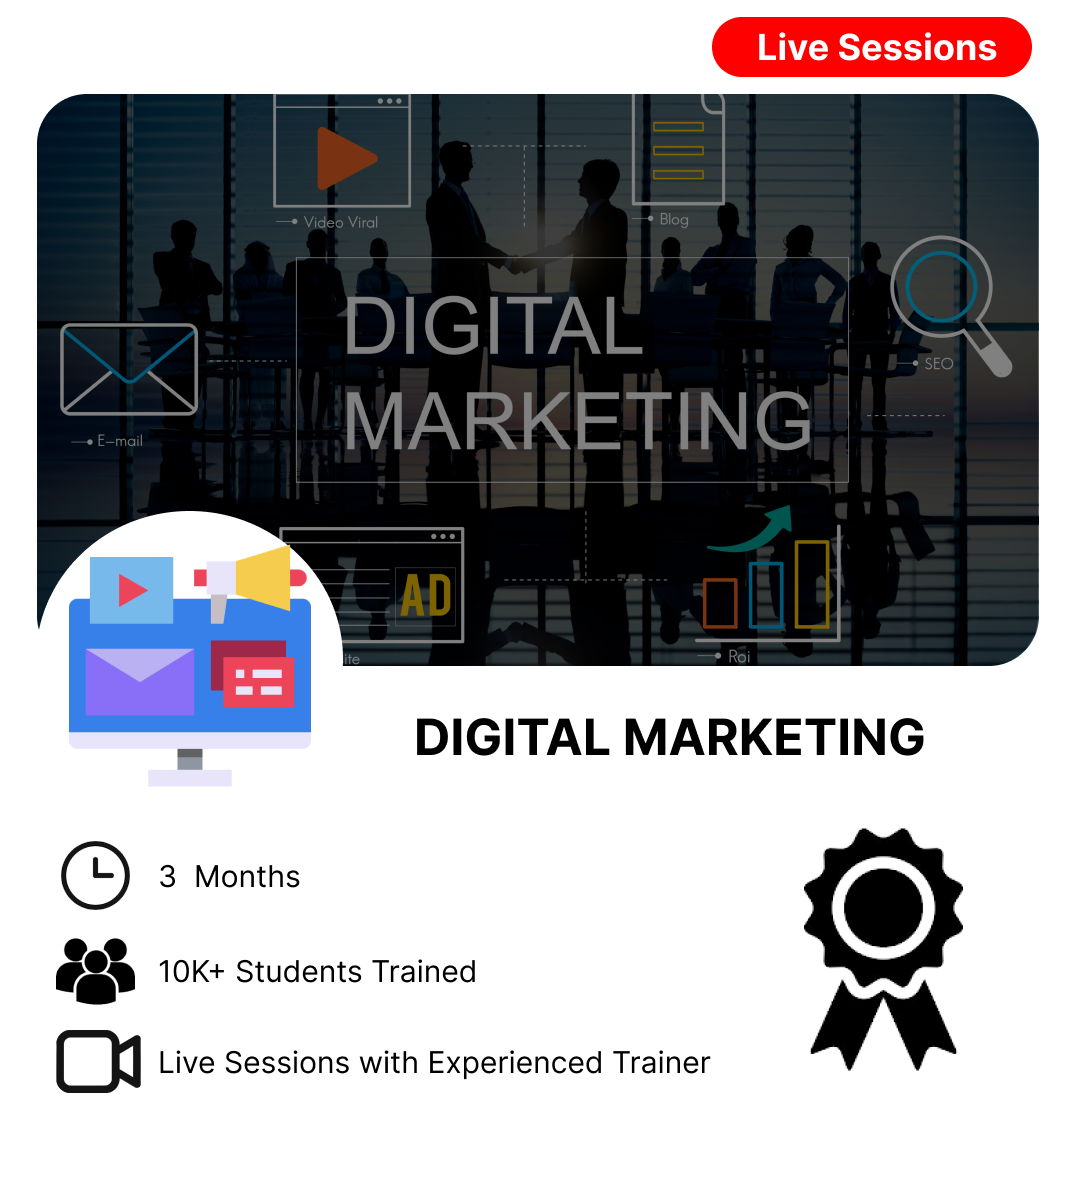 Live Sessions
Video Viral
Blog
DIGITAL
MARKETING
SEO
E-mail
AD
ite
Roi
DIGITAL MARKETING
3 Months
10K+ Students Trained
Live Sessions with Experienced Trainer